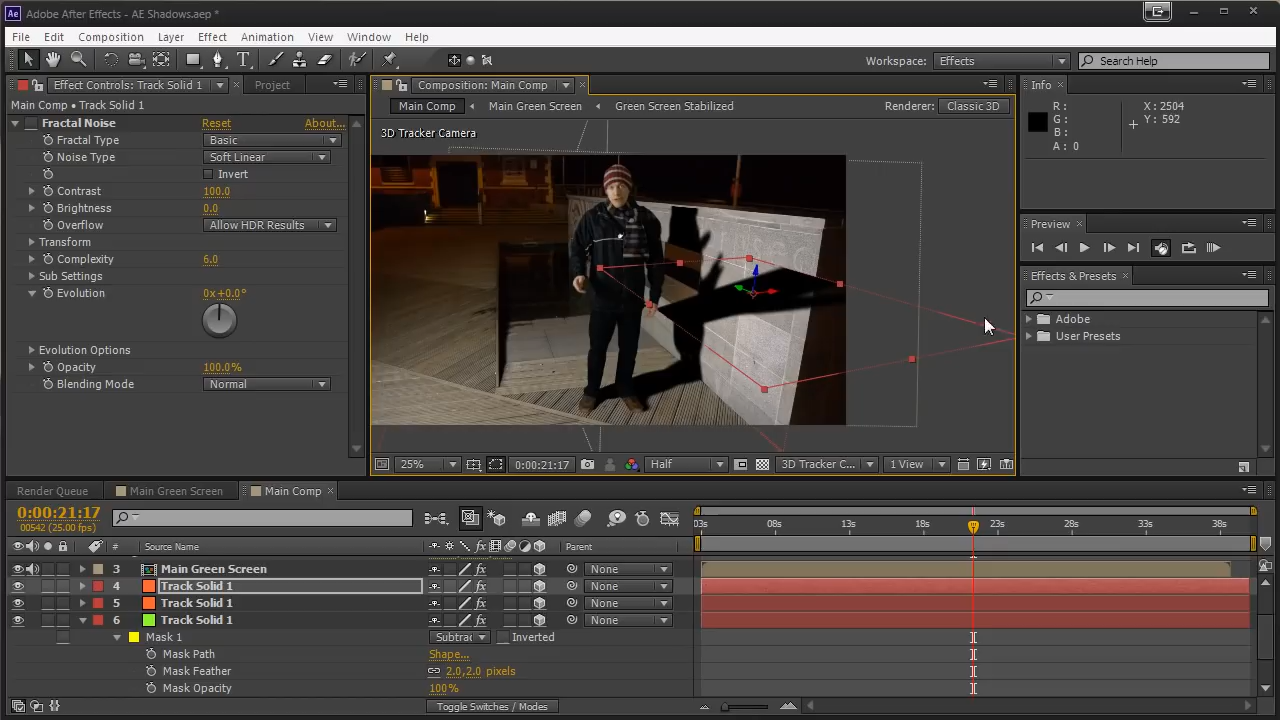 Ae Adobe After Effects - AE Shadows.aep *
File Edit Composition Layer Effect Animation View Window Help
Workspace: Effects Search Help
Effect Controls: Track Solid 1 Project
Composition: Main Comp
Info
Main Comp • Track Solid 1
Main Comp Main Green Screen Green Screen Stabilized Renderer: Classic 3D
R: X: 2504
G: Y: 592
B:
A: 0
Fractal Noise Reset About...
3D Tracker Camera
Fractal Type Basic
Noise Type Soft Linear
Invert
Contrast 100.0
Brightness 0.0
Overflow Allow HDR Results
Preview
Transform
Complexity 6.0
Sub Settings
Effects & Presets
Evolution 0x+0.0°
Adobe
User Presets
Evolution Options
Opacity 100.0%
Blending Mode Normal
25% 0:00:21:17 Half 3D Tracker C... 1 View
Render Queue Main Green Screen Main Comp
0:00:21:17
00542 (25.00 fps)
03s 08s 13s 18s 23s 28s 33s 38s
# Source Name fx Parent
3 Main Green Screen None
4 Track Solid 1 fx None
5 Track Solid 1 fx None
6 Track Solid 1 fx None
Mask 1 Subtrac Inverted
Mask Path Shape...
Mask Feather 2.0,2.0 pixels
Mask Opacity 100%
Toggle Switches / Modes